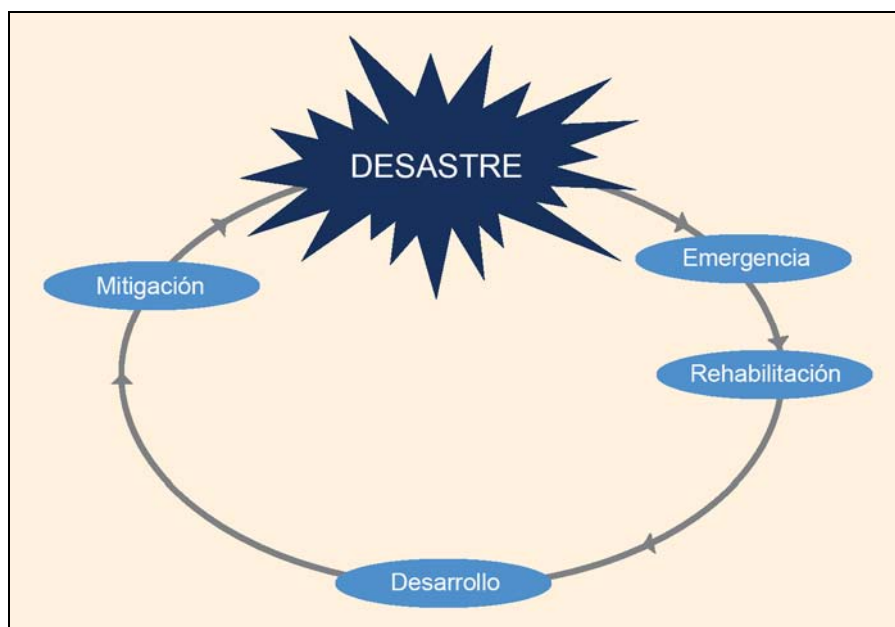 DESASTRE
Emergencia
Mitigación
Rehabilitación
Desarrollo